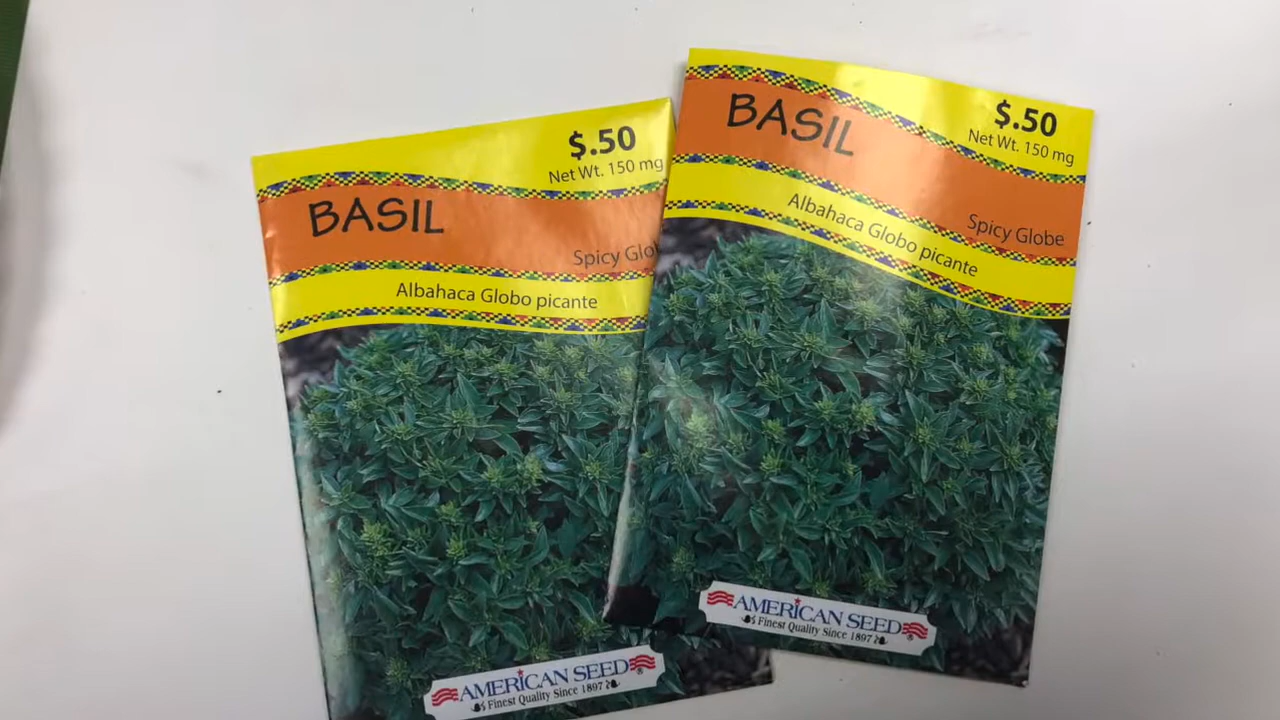 $.50
Net Wt. 150 mg
BASIL
Spicy Glob
Albahaca Globo picante
AMERICAN SEED®
Finest Quality Since 1897
$.50
Net Wt. 150 mg
BASIL
Spicy Globe
Albahaca Globo picante
AMERICAN SEED®
Finest Quality Since 1897